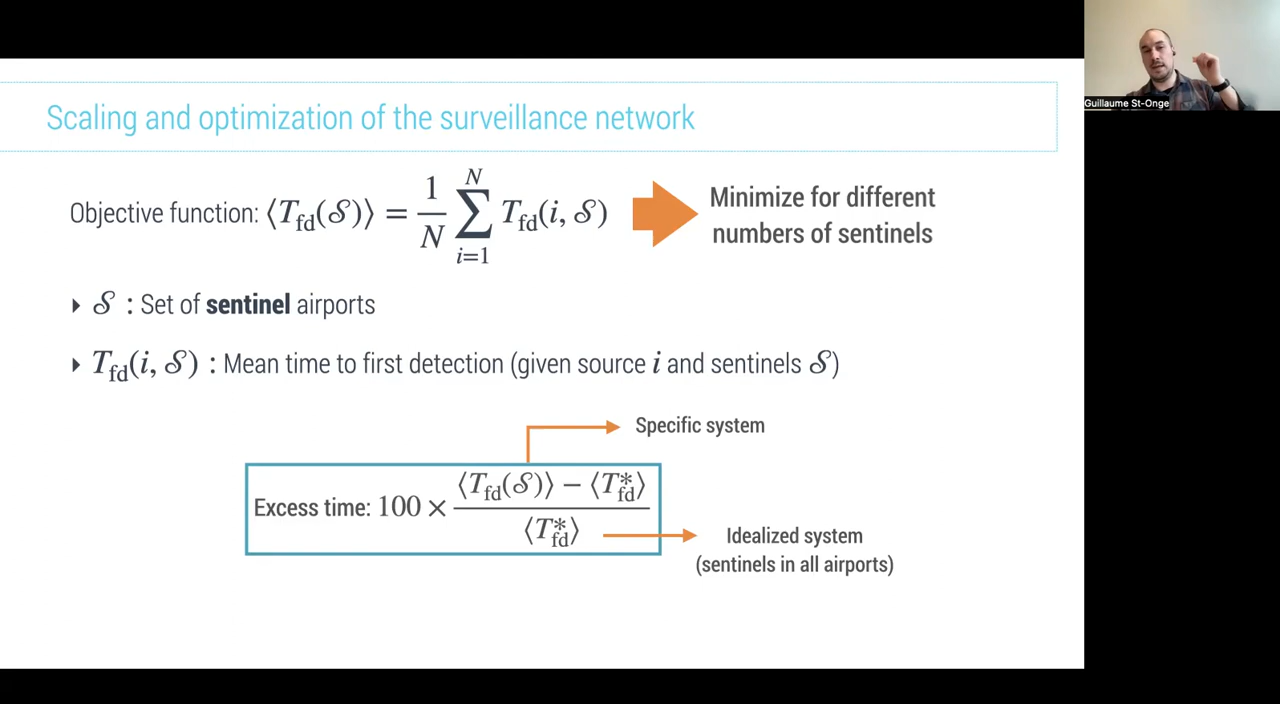 Scaling and optimization of the surveillance network
Objective function: ⟨T_fd(𝒮)⟩ = 1/N ∑_{i=1}^{N} T_fd(i, 𝒮)
Minimize for different
numbers of sentinels
𝒮 : Set of sentinel airports
T_fd(i, 𝒮) : Mean time to first detection (given source i and sentinels 𝒮)
Specific system
Excess time: 100 × (⟨T_fd(𝒮)⟩ − ⟨T*_fd⟩) / ⟨T*_fd⟩
Idealized system
(sentinels in all airports)
Guillaume St-Onge